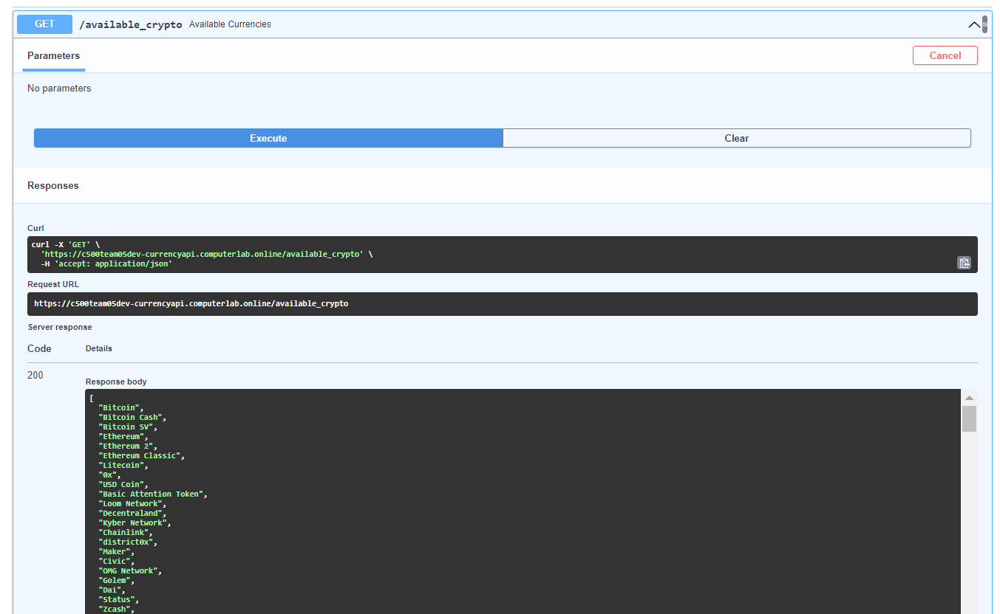 GET /available_crypto Available Currencies
Parameters
Cancel
No parameters
Execute
Clear
Responses
Curl
curl -X 'GET' \
'https://c500team05dev-currencyapi.computerlab.online/available_crypto' \
-H 'accept: application/json'
Request URL
https://c500team05dev-currencyapi.computerlab.online/available_crypto
Server response
Code Details
200
Response body
[
"Bitcoin",
"Bitcoin Cash",
"Bitcoin SV",
"Ethereum",
"Ethereum 2",
"Ethereum Classic",
"Litecoin",
"0x",
"USD Coin",
"Basic Attention Token",
"Loom Network",
"Decentraland",
"Kyber Network",
"Chainlink",
"district0x",
"Maker",
"Civic",
"OMG Network",
"Golem",
"Dai",
"Status",
"Zcash",